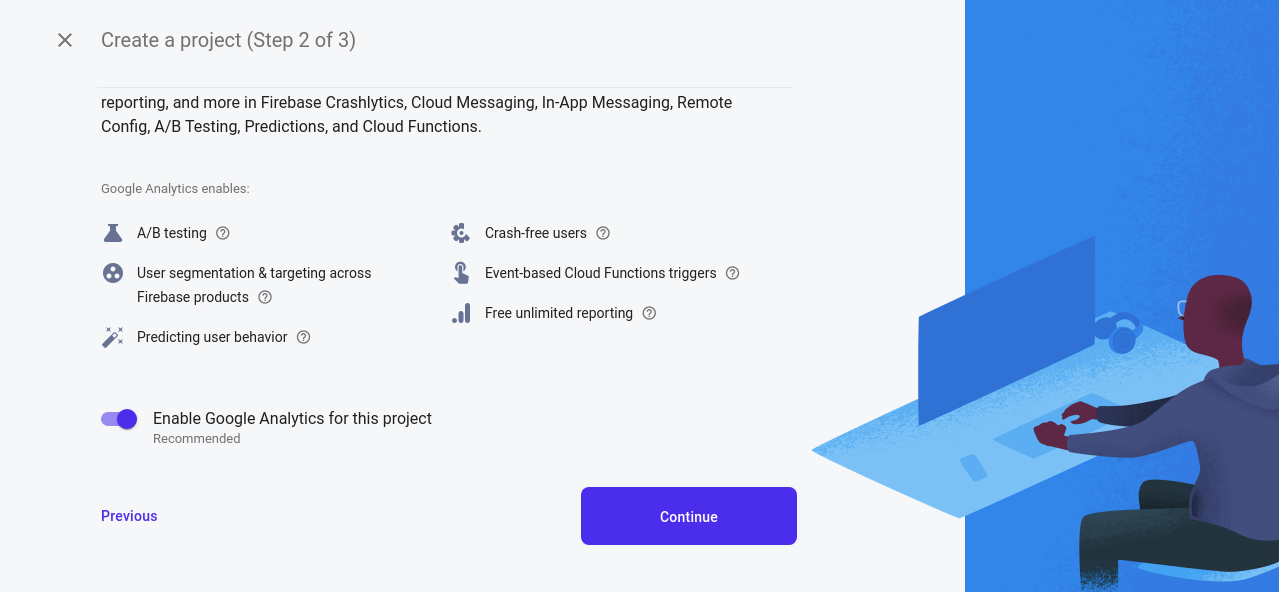 Create a project (Step 2 of 3)
reporting, and more in Firebase Crashlytics, Cloud Messaging, In-App Messaging, Remote
Config, A/B Testing, Predictions, and Cloud Functions.
Google Analytics enables:
A/B testing
User segmentation & targeting across
Firebase products
Predicting user behavior
Crash-free users
Event-based Cloud Functions triggers
Free unlimited reporting
Enable Google Analytics for this project
Recommended
Previous
Continue